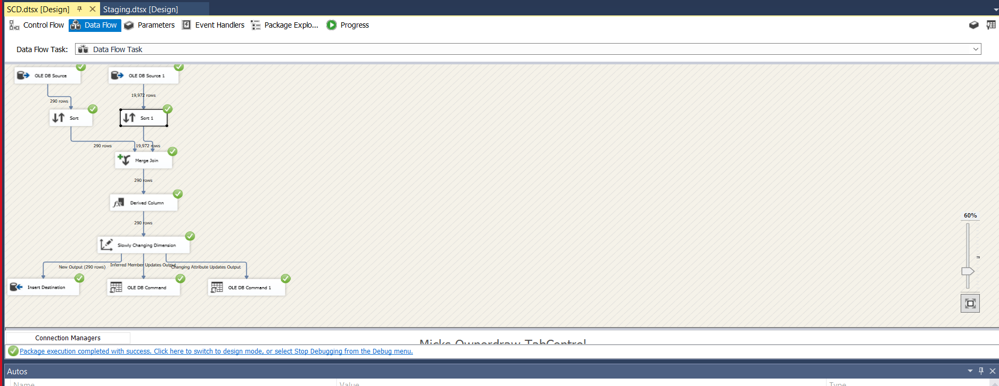 SCD.dtsx [Design]
Staging.dtsx [Design]
Control Flow
Data Flow
Parameters
Event Handlers
Package Explo...
Progress
Data Flow Task:
Data Flow Task
OLE DB Source
OLE DB Source 1
290 rows
19,972 rows
Sort
Sort 1
290 rows
19,972 rows
Merge Join
290 rows
Derived Column
290 rows
Slowly Changing Dimension
New Output (290 rows)
Inferred Member Updates Output
Changing Attribute Updates Output
Insert Destination
OLE DB Command
OLE DB Command 1
60%
Connection Managers
Micks Ownerdraw TabControl
Package execution completed with success. Click here to switch to design mode, or select Stop Debugging from the Debug menu.
Autos
Name
Value
Type